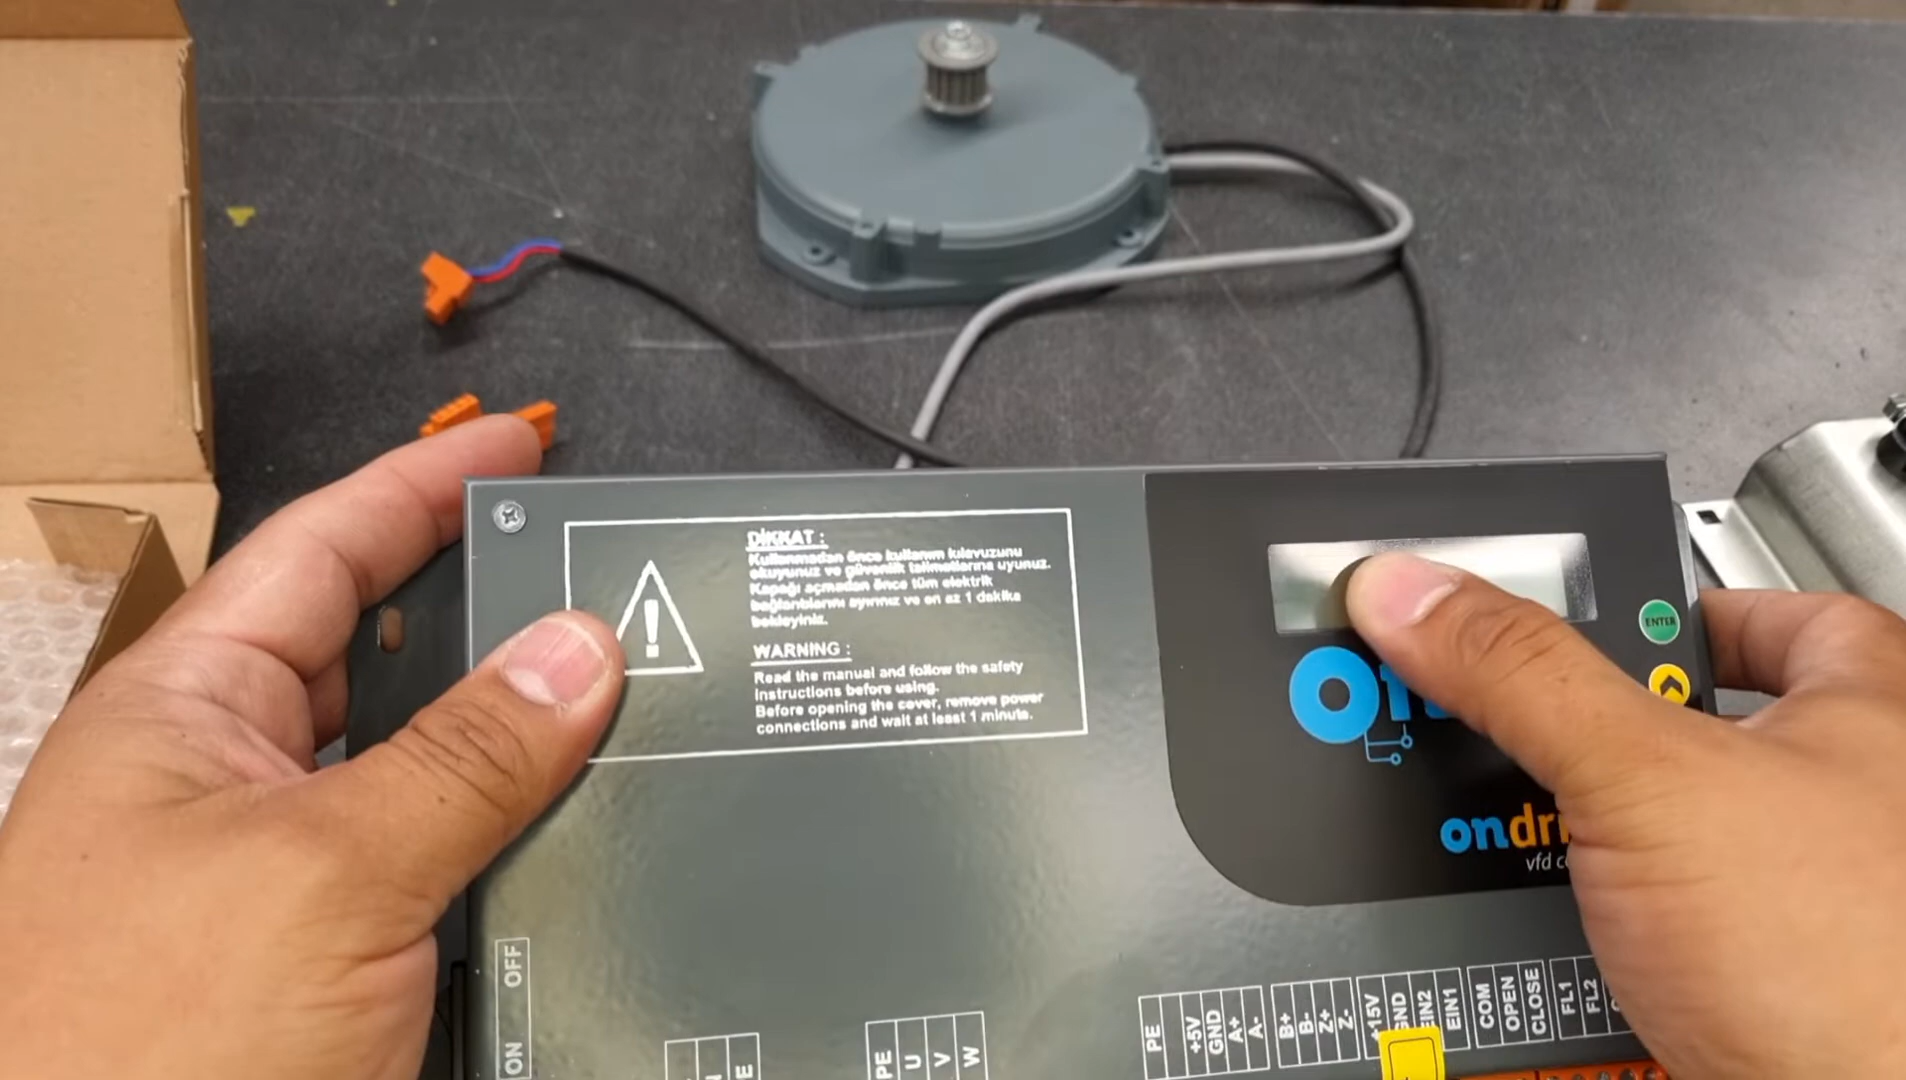 DİKKAT :
Kullanmadan önce kullanım kılavuzunu
okuyunuz ve güvenlik talimatlarına uyunuz.
Kapağı açmadan önce tüm elektrik
bağlantılarını ayırınız ve en az 1 dakika
bekleyiniz.
WARNING :
Read the manual and follow the safety
instructions before using.
Before opening the cover, remove power
connections and wait at least 1 minute.
ENTER
ondri
vfd
ON OFF
PE U V W
PE +5V GND A+ A-
B+ B- Z+ Z-
+15V GND EIN2 EIN1
COM OPEN CLOSE
FL1 FL2